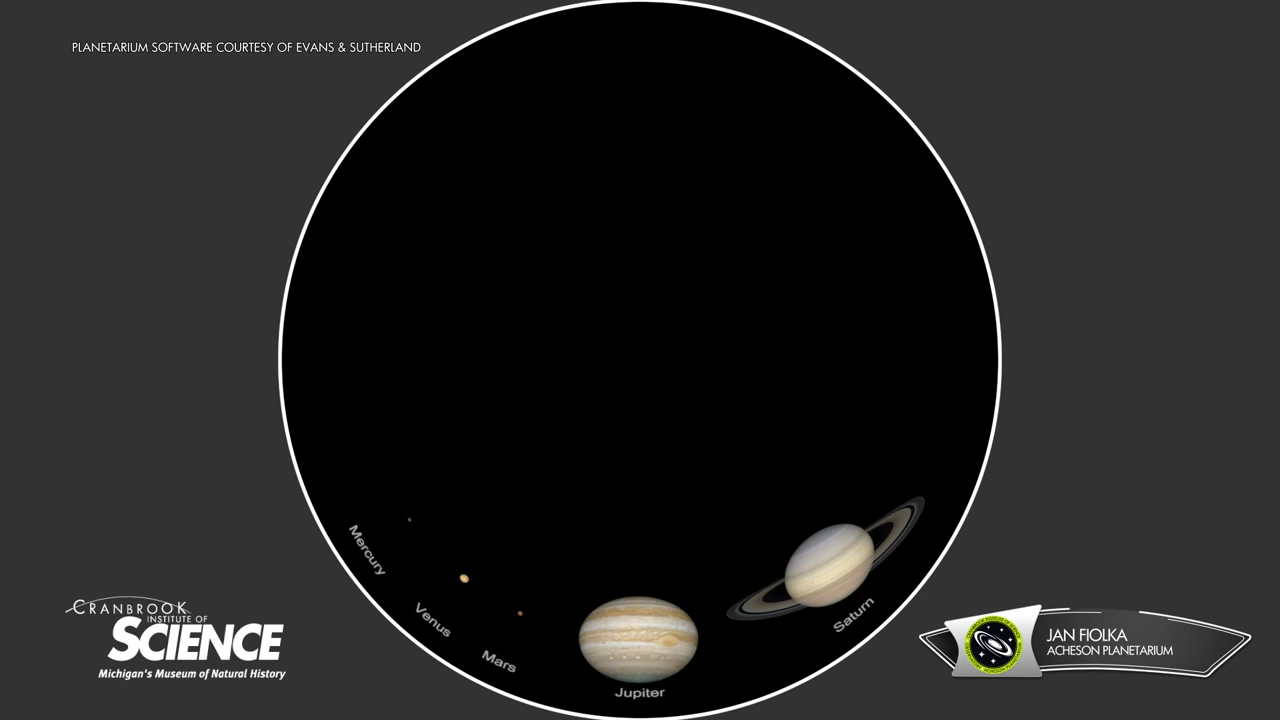 PLANETARIUM SOFTWARE COURTESY OF EVANS & SUTHERLAND
Mercury
Venus
Mars
Jupiter
Saturn
CRANBROOK
INSTITUTE OF
SCIENCE
Michigan's Museum of Natural History
JAN FIOLKA
ACHESON PLANETARIUM